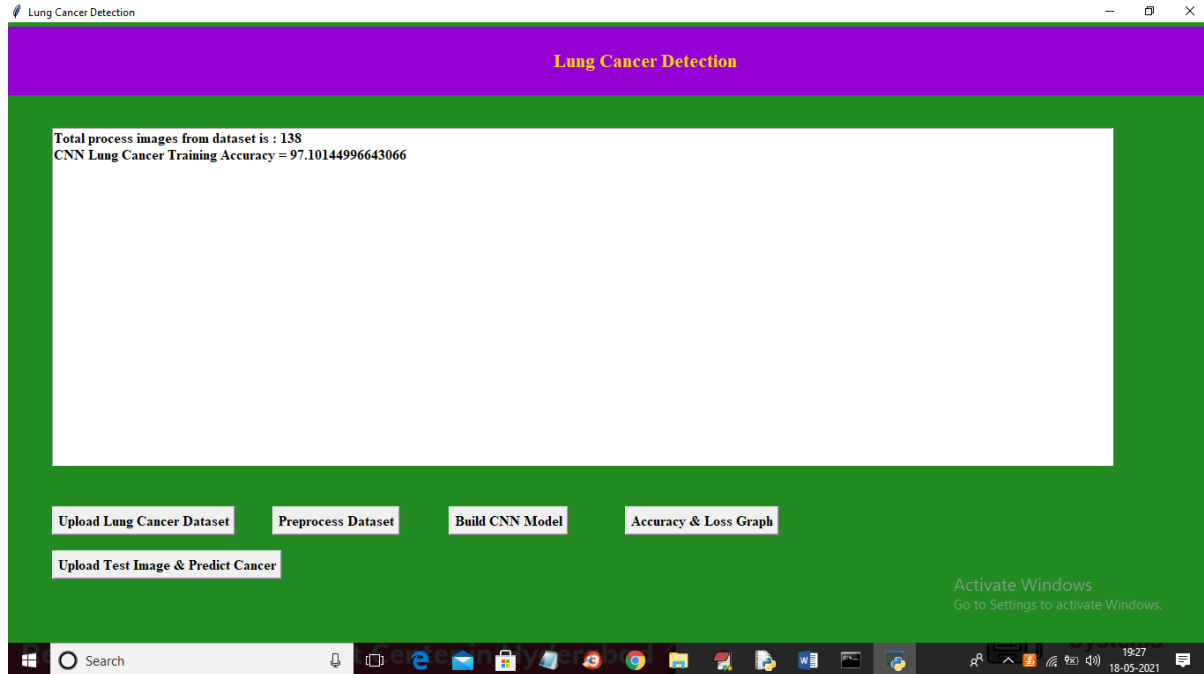 Lung Cancer Detection
Lung Cancer Detection
Total process images from dataset is : 138
CNN Lung Cancer Training Accuracy = 97.10144996643066
Upload Lung Cancer Dataset
Preprocess Dataset
Build CNN Model
Accuracy & Loss Graph
Upload Test Image & Predict Cancer
Activate Windows
Go to Settings to activate Windows.
Search
19:27
18-05-2021